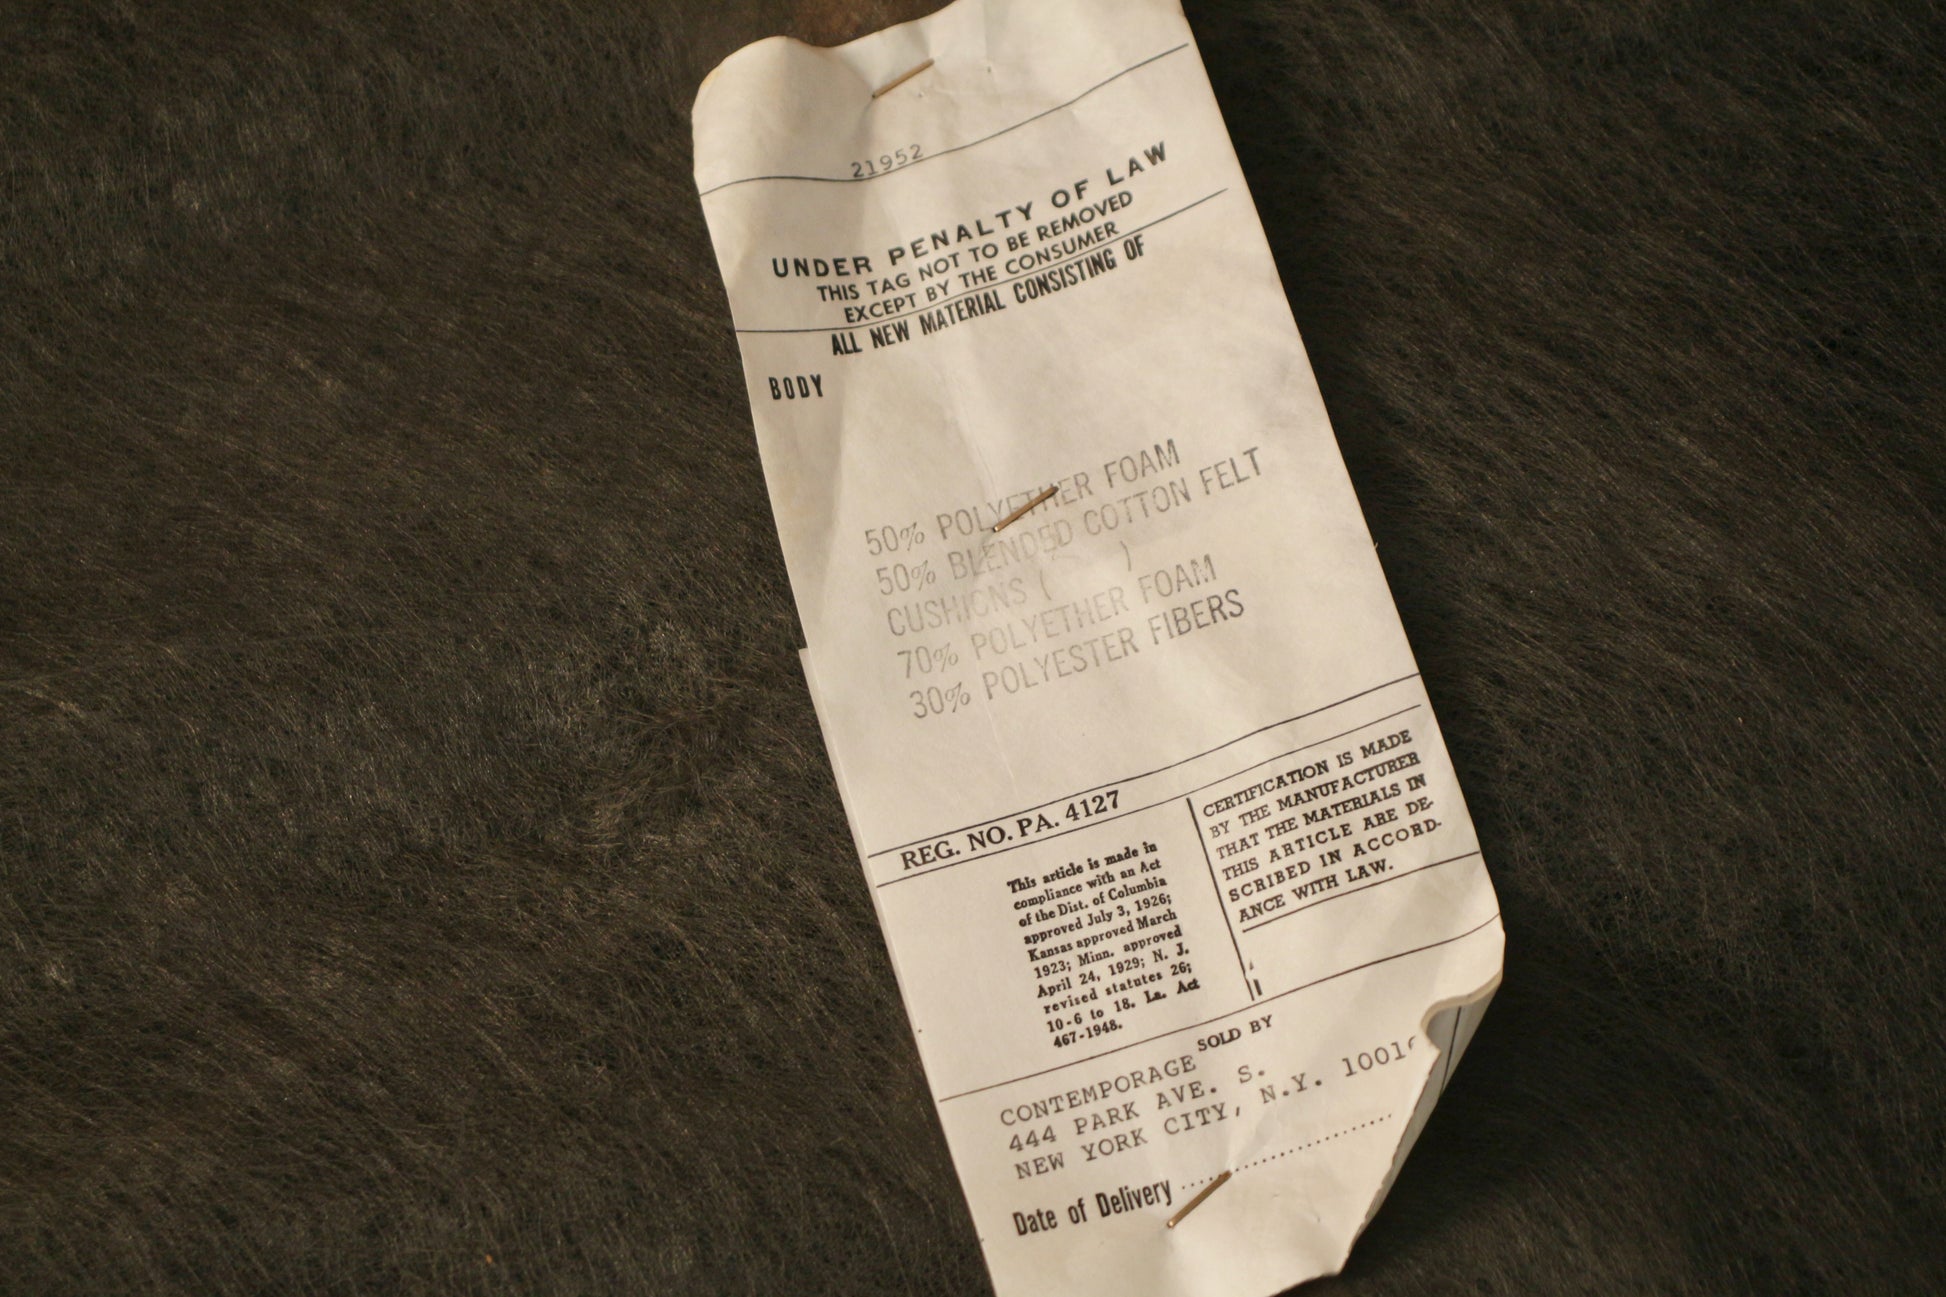 21952
UNDER PENALTY OF LAW
THIS TAG NOT TO BE REMOVED
EXCEPT BY THE CONSUMER
ALL NEW MATERIAL CONSISTING OF
BODY
50% POLYETHER FOAM
50% BLENDED COTTON FELT
CUSHIONS ( )
70% POLYETHER FOAM
30% POLYESTER FIBERS
REG. NO. PA. 4127
This article is made in
compliance with an Act
of the Dist. of Columbia
approved July 3, 1926;
Kansas approved March
1923; Minn. approved
April 24, 1929; N. J.
revised statutes 26;
10-6 to 18. La. Act
467-1948.
CERTIFICATION IS MADE
BY THE MANUFACTURER
THAT THE MATERIALS IN
THIS ARTICLE ARE DE-
SCRIBED IN ACCORD-
ANCE WITH LAW.
SOLD BY
CONTEMPORAGE
444 PARK AVE. S.
NEW YORK CITY, N.Y.
Date of Delivery